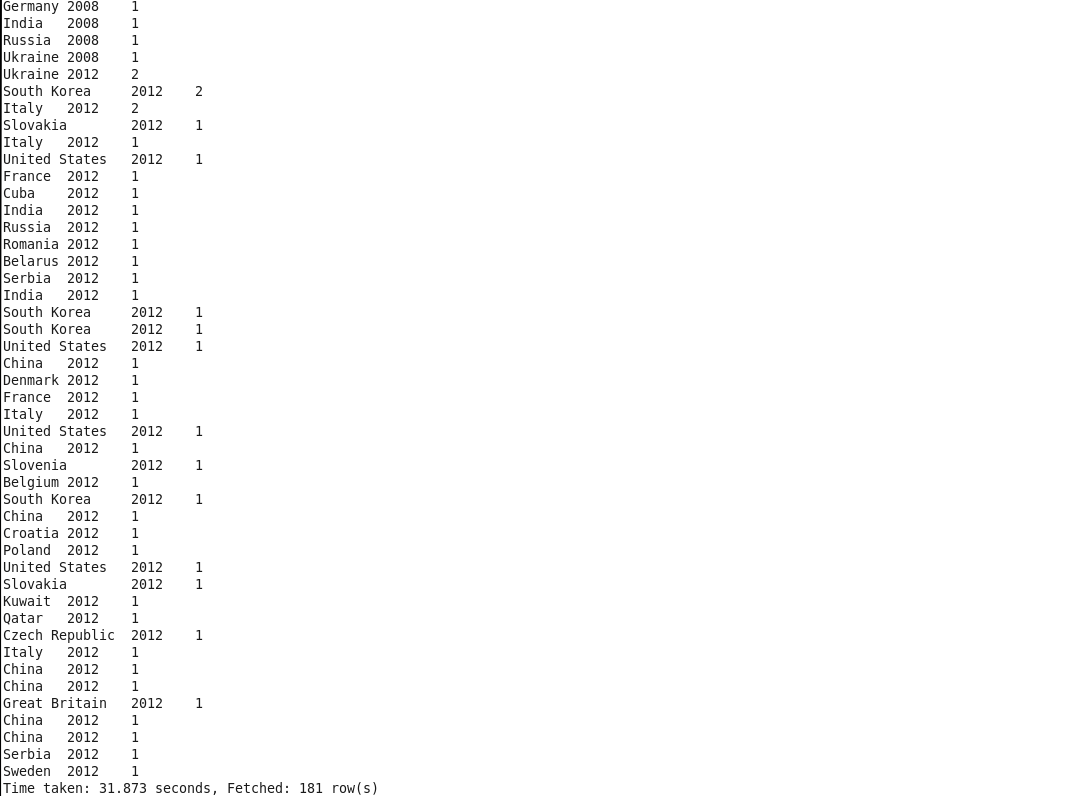 Germany 2008    1
India   2008    1
Russia  2008    1
Ukraine 2008    1
Ukraine 2012    2
South Korea     2012    2
Italy   2012    2
Slovakia        2012    1
Italy   2012    1
United States   2012    1
France  2012    1
Cuba    2012    1
India   2012    1
Russia  2012    1
Romania 2012    1
Belarus 2012    1
Serbia  2012    1
India   2012    1
South Korea     2012    1
South Korea     2012    1
United States   2012    1
China   2012    1
Denmark 2012    1
France  2012    1
Italy   2012    1
United States   2012    1
China   2012    1
Slovenia        2012    1
Belgium 2012    1
South Korea     2012    1
China   2012    1
Croatia 2012    1
Poland  2012    1
United States   2012    1
Slovakia        2012    1
Kuwait  2012    1
Qatar   2012    1
Czech Republic  2012    1
Italy   2012    1
China   2012    1
China   2012    1
Great Britain   2012    1
China   2012    1
China   2012    1
Serbia  2012    1
Sweden  2012    1
Time taken: 31.873 seconds, Fetched: 181 row(s)